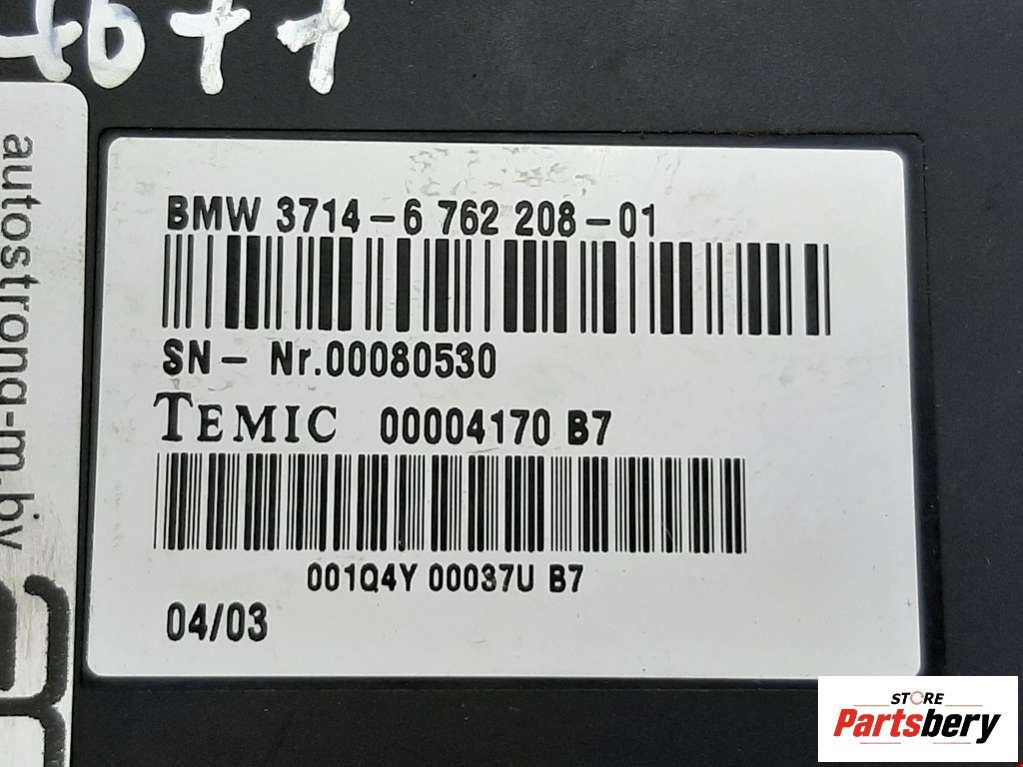 autostrong-m.by
BMW 3714-6 762 208-01
SN- Nr.00080530
TEMIC 00004170 B7
001Q4Y 00037U B7
04/03
STORE
Partsbery